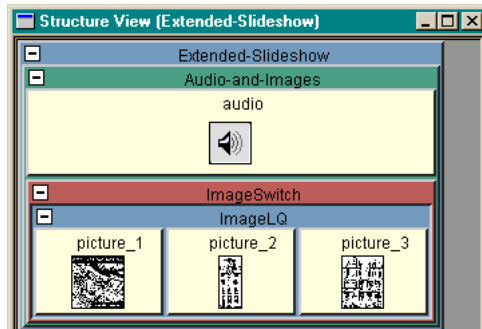 Structure View (Extended-Slideshow)
Extended-Slideshow
Audio-and-Images
audio
ImageSwitch
ImageLQ
picture_1 picture_2 picture_3